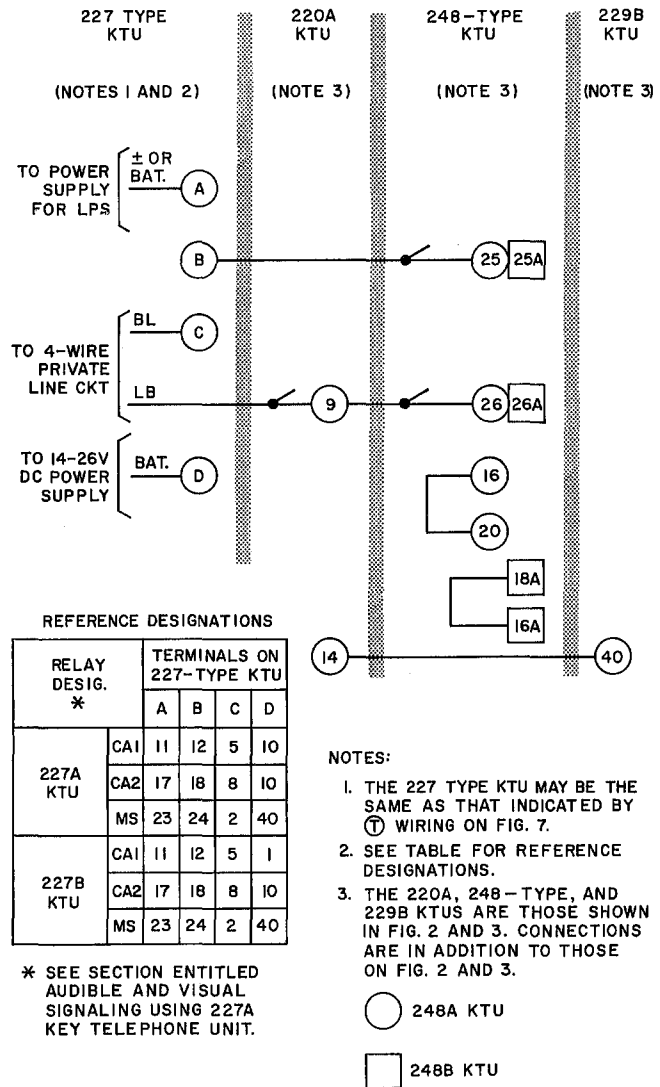 227 TYPE KTU
220A KTU
248-TYPE KTU
229B KTU
(NOTES 1 AND 2)
(NOTE 3)
(NOTE 3)
(NOTE 3)
TO POWER
SUPPLY
FOR LPS
± OR
BAT.
A
B
25 25A
TO 4-WIRE
PRIVATE
LINE CKT
BL
C
LB
9
26 26A
TO 14-26V
DC POWER
SUPPLY
BAT.
D
16
20
18A
16A
14
40
REFERENCE DESIGNATIONS
RELAY
DESIG.
*
TERMINALS ON
227-TYPE KTU
A B C D
227A
KTU
CA1 11 12 5 10
CA2 17 18 8 10
MS 23 24 2 40
227B
KTU
CA1 11 12 5 1
CA2 17 18 8 10
MS 23 24 2 40
* SEE SECTION ENTITLED
AUDIBLE AND VISUAL
SIGNALING USING 227A
KEY TELEPHONE UNIT.
NOTES:
1. THE 227 TYPE KTU MAY BE THE
SAME AS THAT INDICATED BY
Ⓣ WIRING ON FIG. 7.
2. SEE TABLE FOR REFERENCE
DESIGNATIONS.
3. THE 220A, 248-TYPE, AND
229B KTUS ARE THOSE SHOWN
IN FIG. 2 AND 3. CONNECTIONS
ARE IN ADDITION TO THOSE
ON FIG. 2 AND 3.
248A KTU
248B KTU